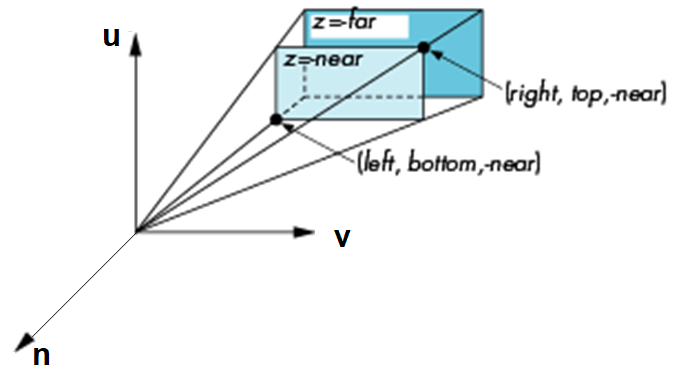 u
z=-far
z=-near
(right, top,-near)
(left, bottom,-near)
v
n